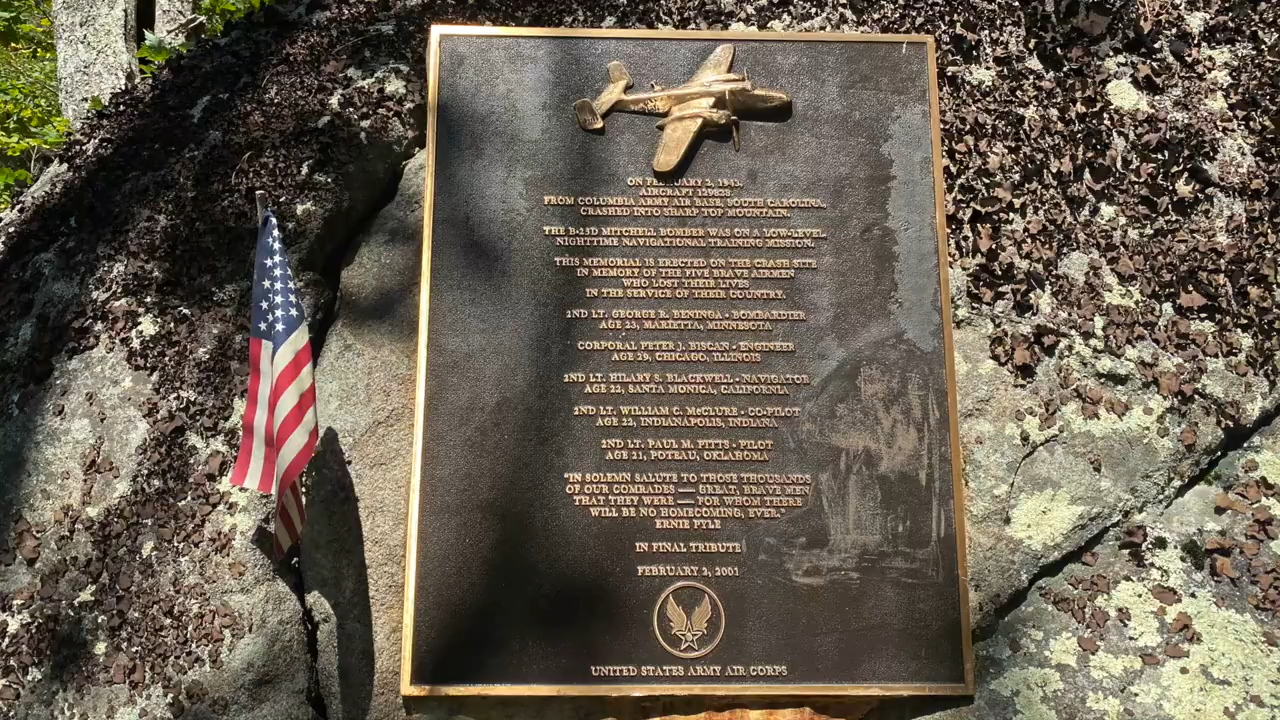 ON FEBRUARY 2, 1943,
AIRCRAFT 129828
FROM COLUMBIA ARMY AIR BASE, SOUTH CAROLINA,
CRASHED INTO SHARP TOP MOUNTAIN.
THE B-25D MITCHELL BOMBER WAS ON A LOW-LEVEL
NIGHTTIME NAVIGATIONAL TRAINING MISSION.
THIS MEMORIAL IS ERECTED ON THE CRASH SITE
IN MEMORY OF THE FIVE BRAVE AIRMEN
WHO LOST THEIR LIVES
IN THE SERVICE OF THEIR COUNTRY.
2ND LT. GEORGE R. BENINGA • BOMBARDIER
AGE 23, MARIETTA, MINNESOTA
CORPORAL PETER J. BISCAN • ENGINEER
AGE 29, CHICAGO, ILLINOIS
2ND LT. HILARY S. BLACKWELL • NAVIGATOR
AGE 22, SANTA MONICA, CALIFORNIA
2ND LT. WILLIAM C. McCLURE • CO-PILOT
AGE 22, INDIANAPOLIS, INDIANA
2ND LT. PAUL M. PITTS • PILOT
AGE 21, POTEAU, OKLAHOMA
"IN SOLEMN SALUTE TO THOSE THOUSANDS
OF OUR COMRADES — GREAT, BRAVE MEN
THAT THEY WERE — FOR WHOM THERE
WILL BE NO HOMECOMING, EVER."
ERNIE PYLE
IN FINAL TRIBUTE
FEBRUARY 2, 2001
UNITED STATES ARMY AIR CORPS